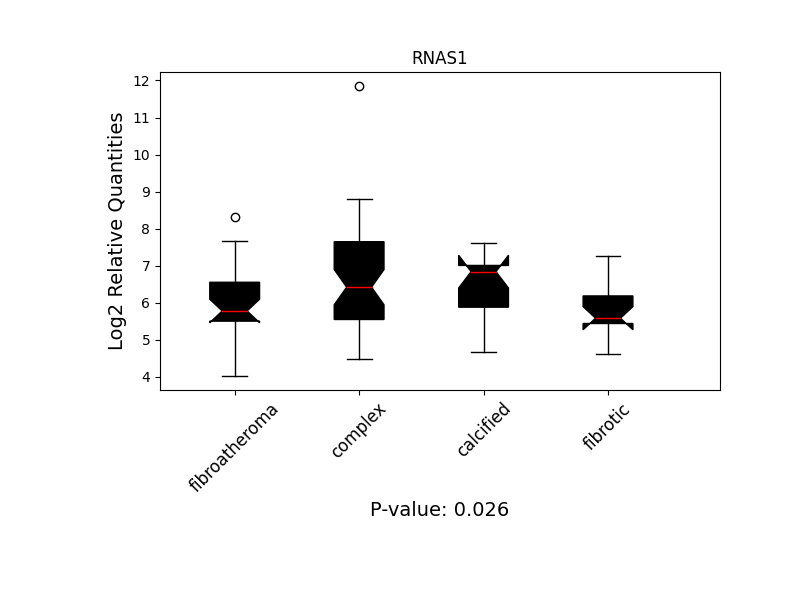 RNAS1
Log2 Relative Quantities
12
11
10
9
8
7
6
5
4
fibroatheroma
complex
calcified
fibrotic
P-value: 0.026